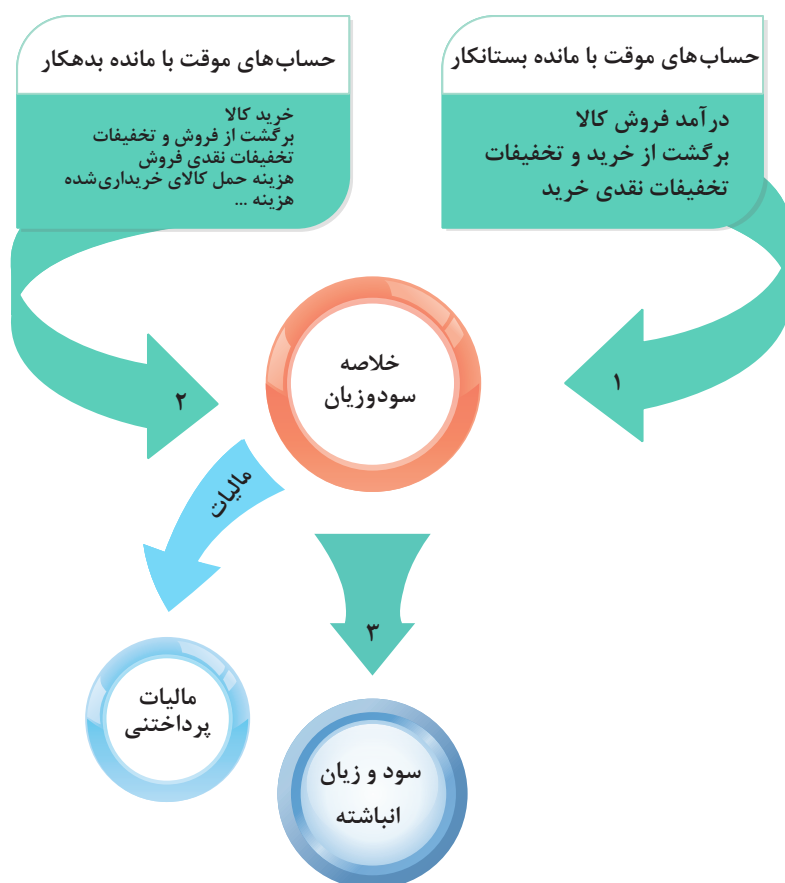 حساب‌های موقت با مانده بستانکار
درآمد فروش کالا
برگشت از خرید و تخفیفات
تخفیفات نقدی خرید
حساب‌های موقت با مانده بدهکار
خرید کالا
برگشت از فروش و تخفیفات
تخفیفات نقدی فروش
هزینه حمل کالای خریداری‌شده
هزینه ...
۱
خلاصه
سودوزیان
۲
مالیات
۳
مالیات
پرداختنی
سود و زیان
انباشته